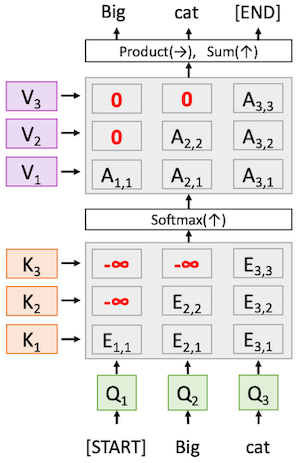 Big cat [END]
Product(→), Sum(↑)
V3 0 0 A3,3
V2 0 A2,2 A3,2
V1 A1,1 A2,1 A3,1
Softmax(↑)
K3 -∞ -∞ E3,3
K2 -∞ E2,2 E3,2
K1 E1,1 E2,1 E3,1
Q1 Q2 Q3
[START] Big cat